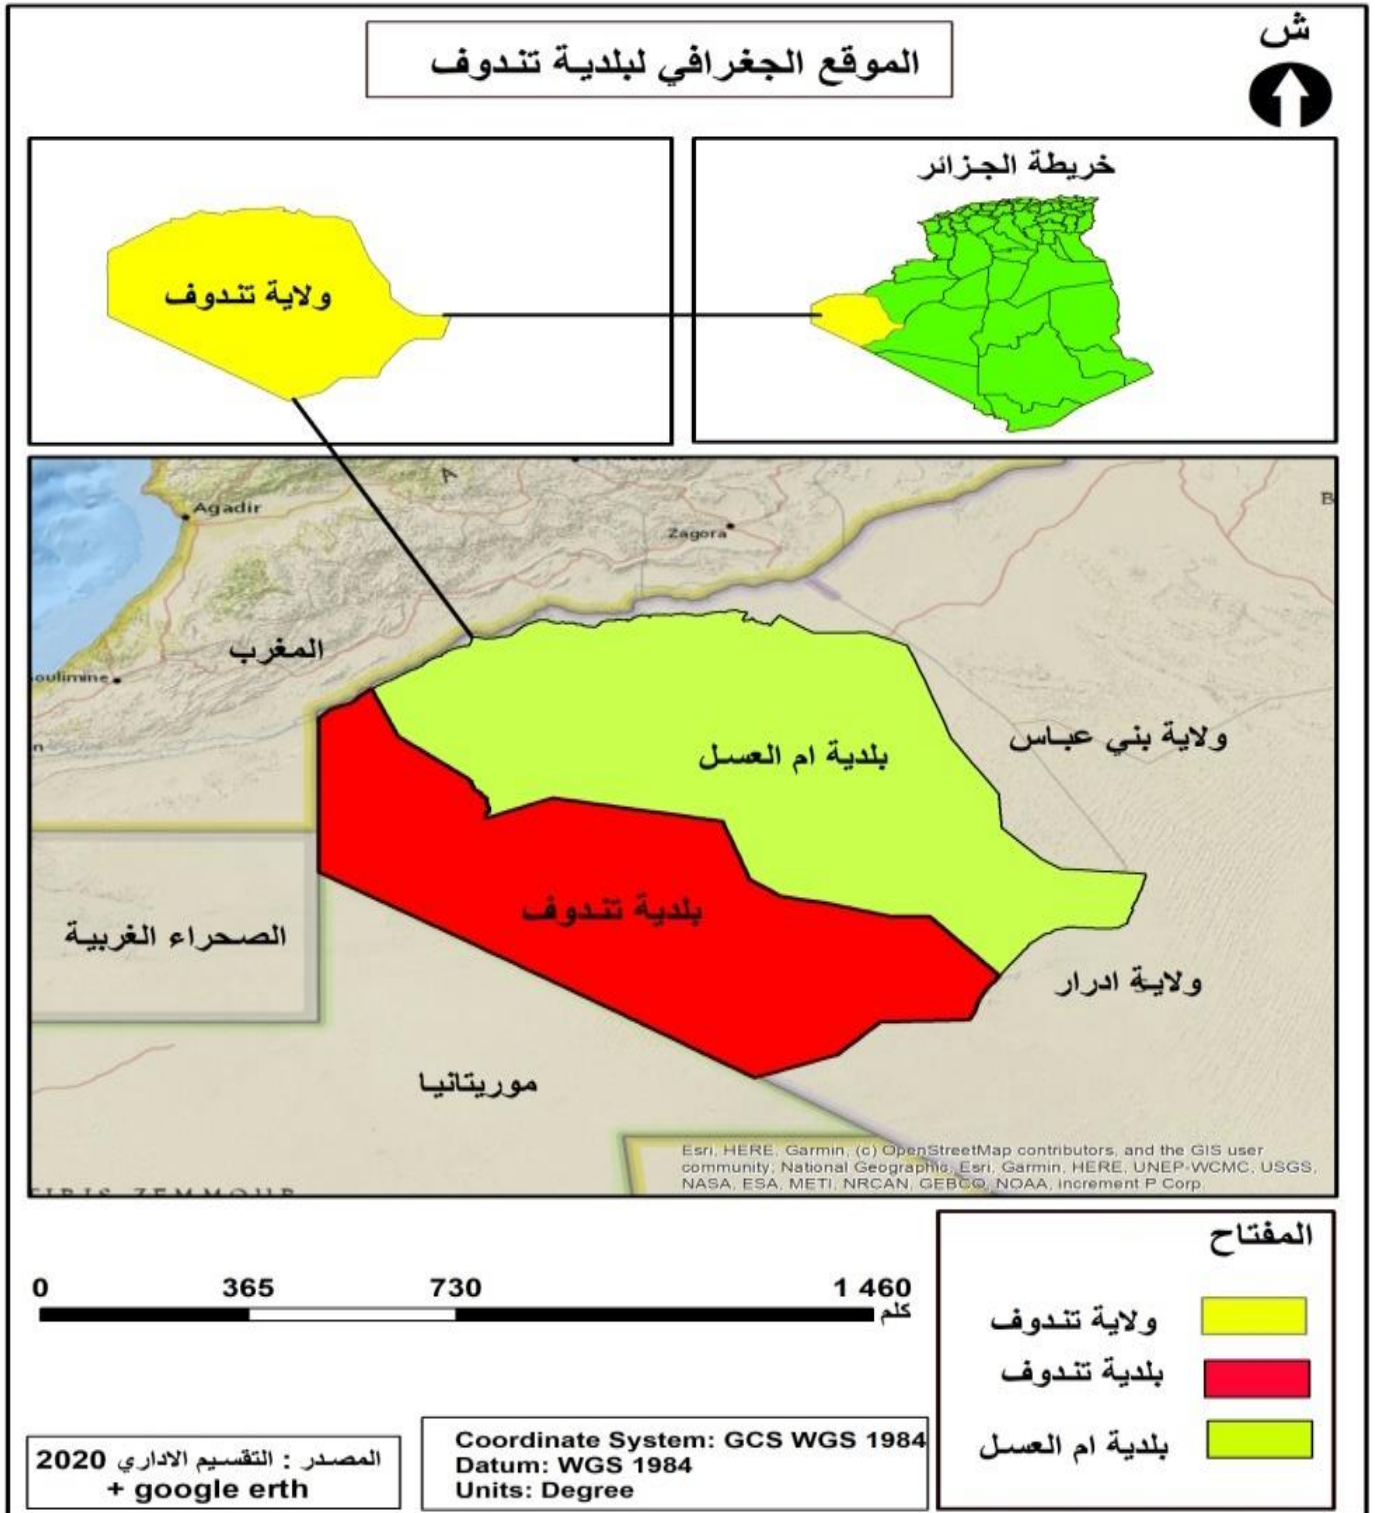 الموقع الجغرافي لبلدية تندوف
ش
خريطة الجزائر
ولاية تندوف
Agadir
A
Zagora
B
المغرب
oulimine
n
ولاية بني عباس
بلدية ام العسل
بلدية تندوف
الصحراء الغربية
ولاية ادرار
موريتانيا
Esri, HERE, Garmin, (c) OpenStreetMap contributors, and the GIS user
community; National Geographic, Esri, Garmin, HERE, UNEP-WCMC, USGS,
NASA, ESA, METI, NRCAN, GEBCO, NOAA, increment P Corp.
0 365 730 1 460
كلم
المفتاح
ولاية تندوف
بلدية تندوف
بلدية ام العسل
Coordinate System: GCS WGS 1984
Datum: WGS 1984
Units: Degree
المصدر : التقسيم الاداري 2020
+ google erth